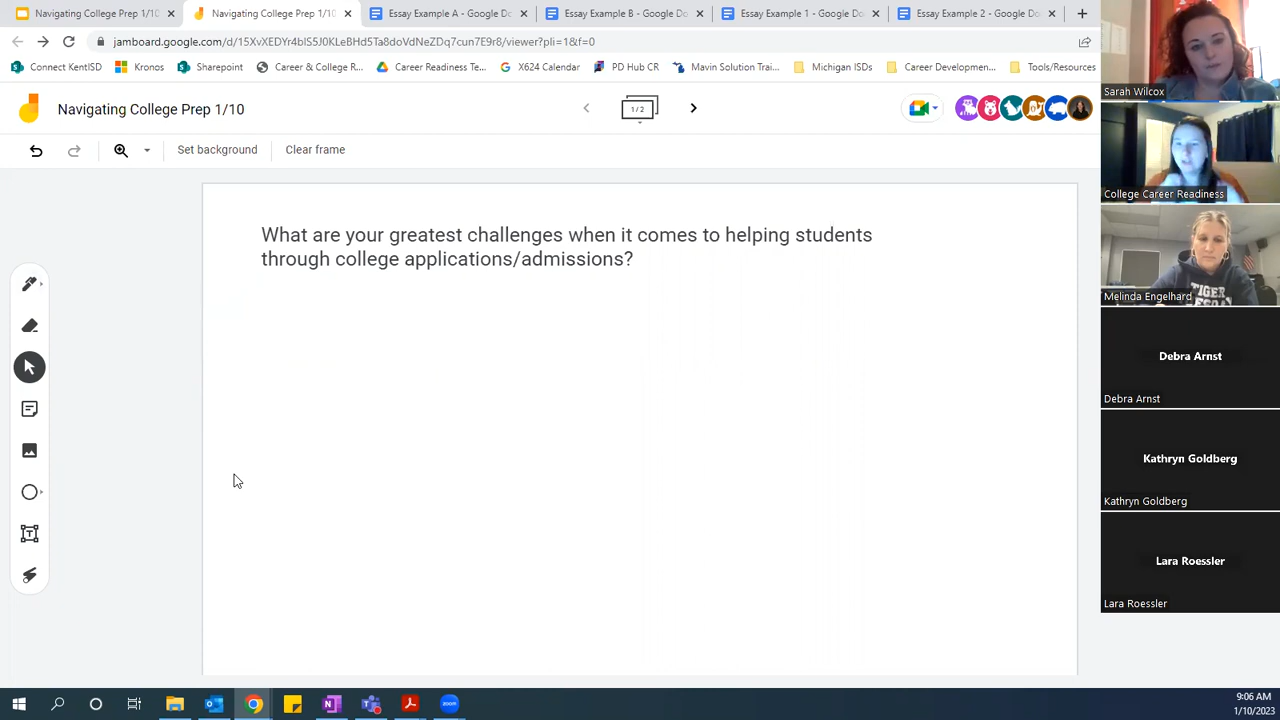 Navigating College Prep 1/10
Navigating College Prep 1/10
Essay Example A - Google Do
Essay Example B - Google Do
Essay Example 1 - Google Doc
Essay Example 2 - Google Do
jamboard.google.com/d/15XvXEDYr4bIS5J0KLeBHd5Ta8doVdNeZDq7cun7E9r8/viewer?pli=1&f=0
Connect KentISD
Kronos
Sharepoint
Career & College R...
Career Readiness Te...
X624 Calendar
PD Hub CR
Mavin Solution Trai...
Michigan ISDs
Career Developmen...
Tools/Resources
Navigating College Prep 1/10
1/2
Set background
Clear frame
What are your greatest challenges when it comes to helping students
through college applications/admissions?
Sarah Wilcox
College Career Readiness
TIGER
Melinda Engelhard
Debra Arnst
Debra Arnst
Kathryn Goldberg
Kathryn Goldberg
Lara Roessler
Lara Roessler
zoom
9:06 AM
1/10/2023